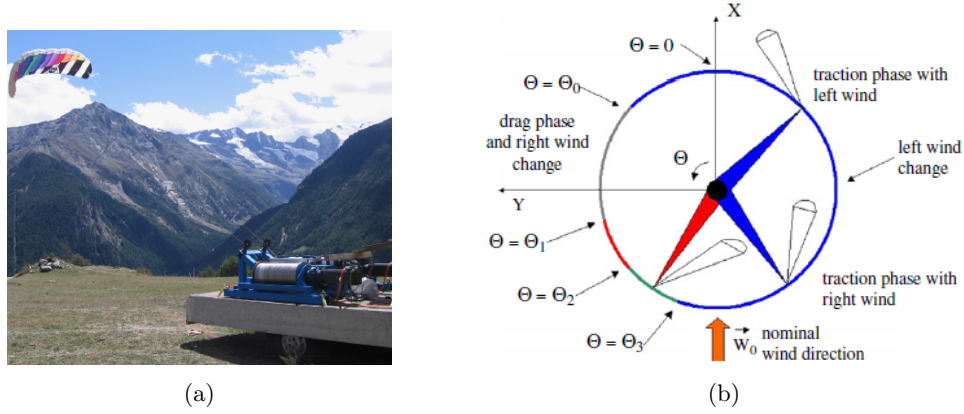 X
Θ = 0
Θ = Θ0
traction phase with
left wind
drag phase
and right wind
change
Θ
left wind
change
Y
Θ = Θ1
Θ = Θ2
traction phase with
right wind
Θ = Θ3
W0
nominal
wind direction
(a)
(b)